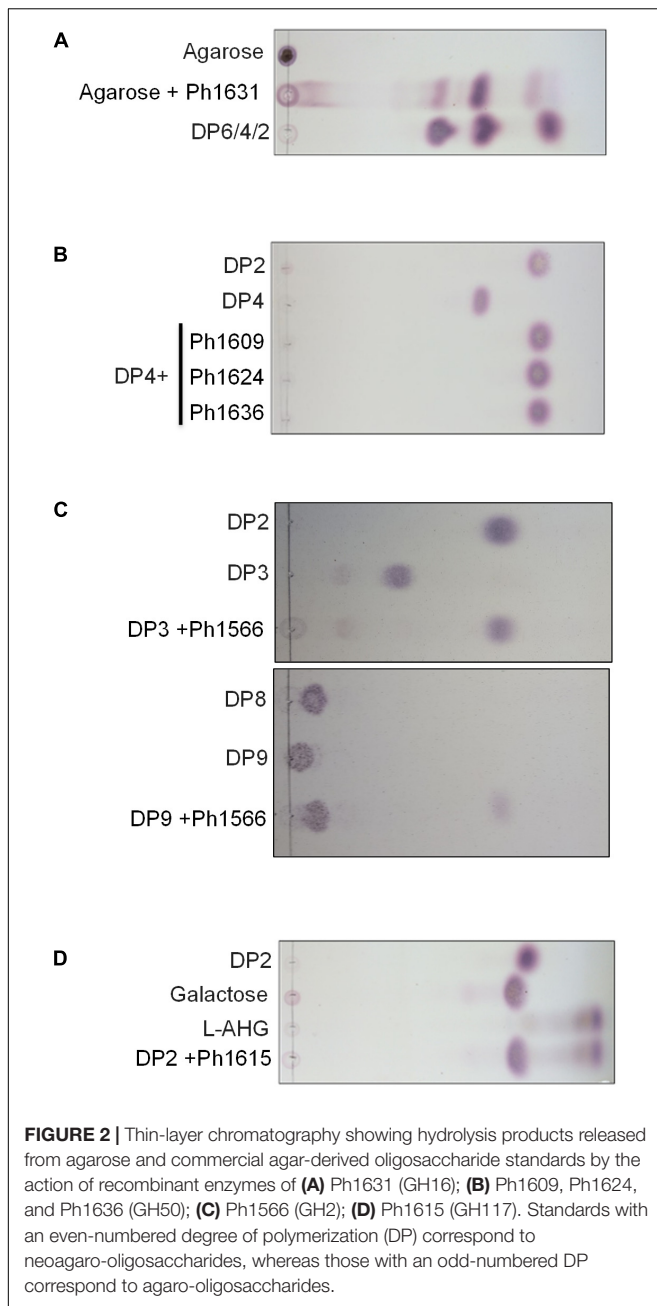 A
Agarose
Agarose + Ph1631
DP6/4/2
B
DP2
DP4
DP4+
Ph1609
Ph1624
Ph1636
C
DP2
DP3
DP3 +Ph1566
DP8
DP9
DP9 +Ph1566
D
DP2
Galactose
L-AHG
DP2 +Ph1615
FIGURE 2 | Thin-layer chromatography showing hydrolysis products released
from agarose and commercial agar-derived oligosaccharide standards by the
action of recombinant enzymes of (A) Ph1631 (GH16); (B) Ph1609, Ph1624,
and Ph1636 (GH50); (C) Ph1566 (GH2); (D) Ph1615 (GH117). Standards with
an even-numbered degree of polymerization (DP) correspond to
neoagaro-oligosaccharides, whereas those with an odd-numbered DP
correspond to agaro-oligosaccharides.